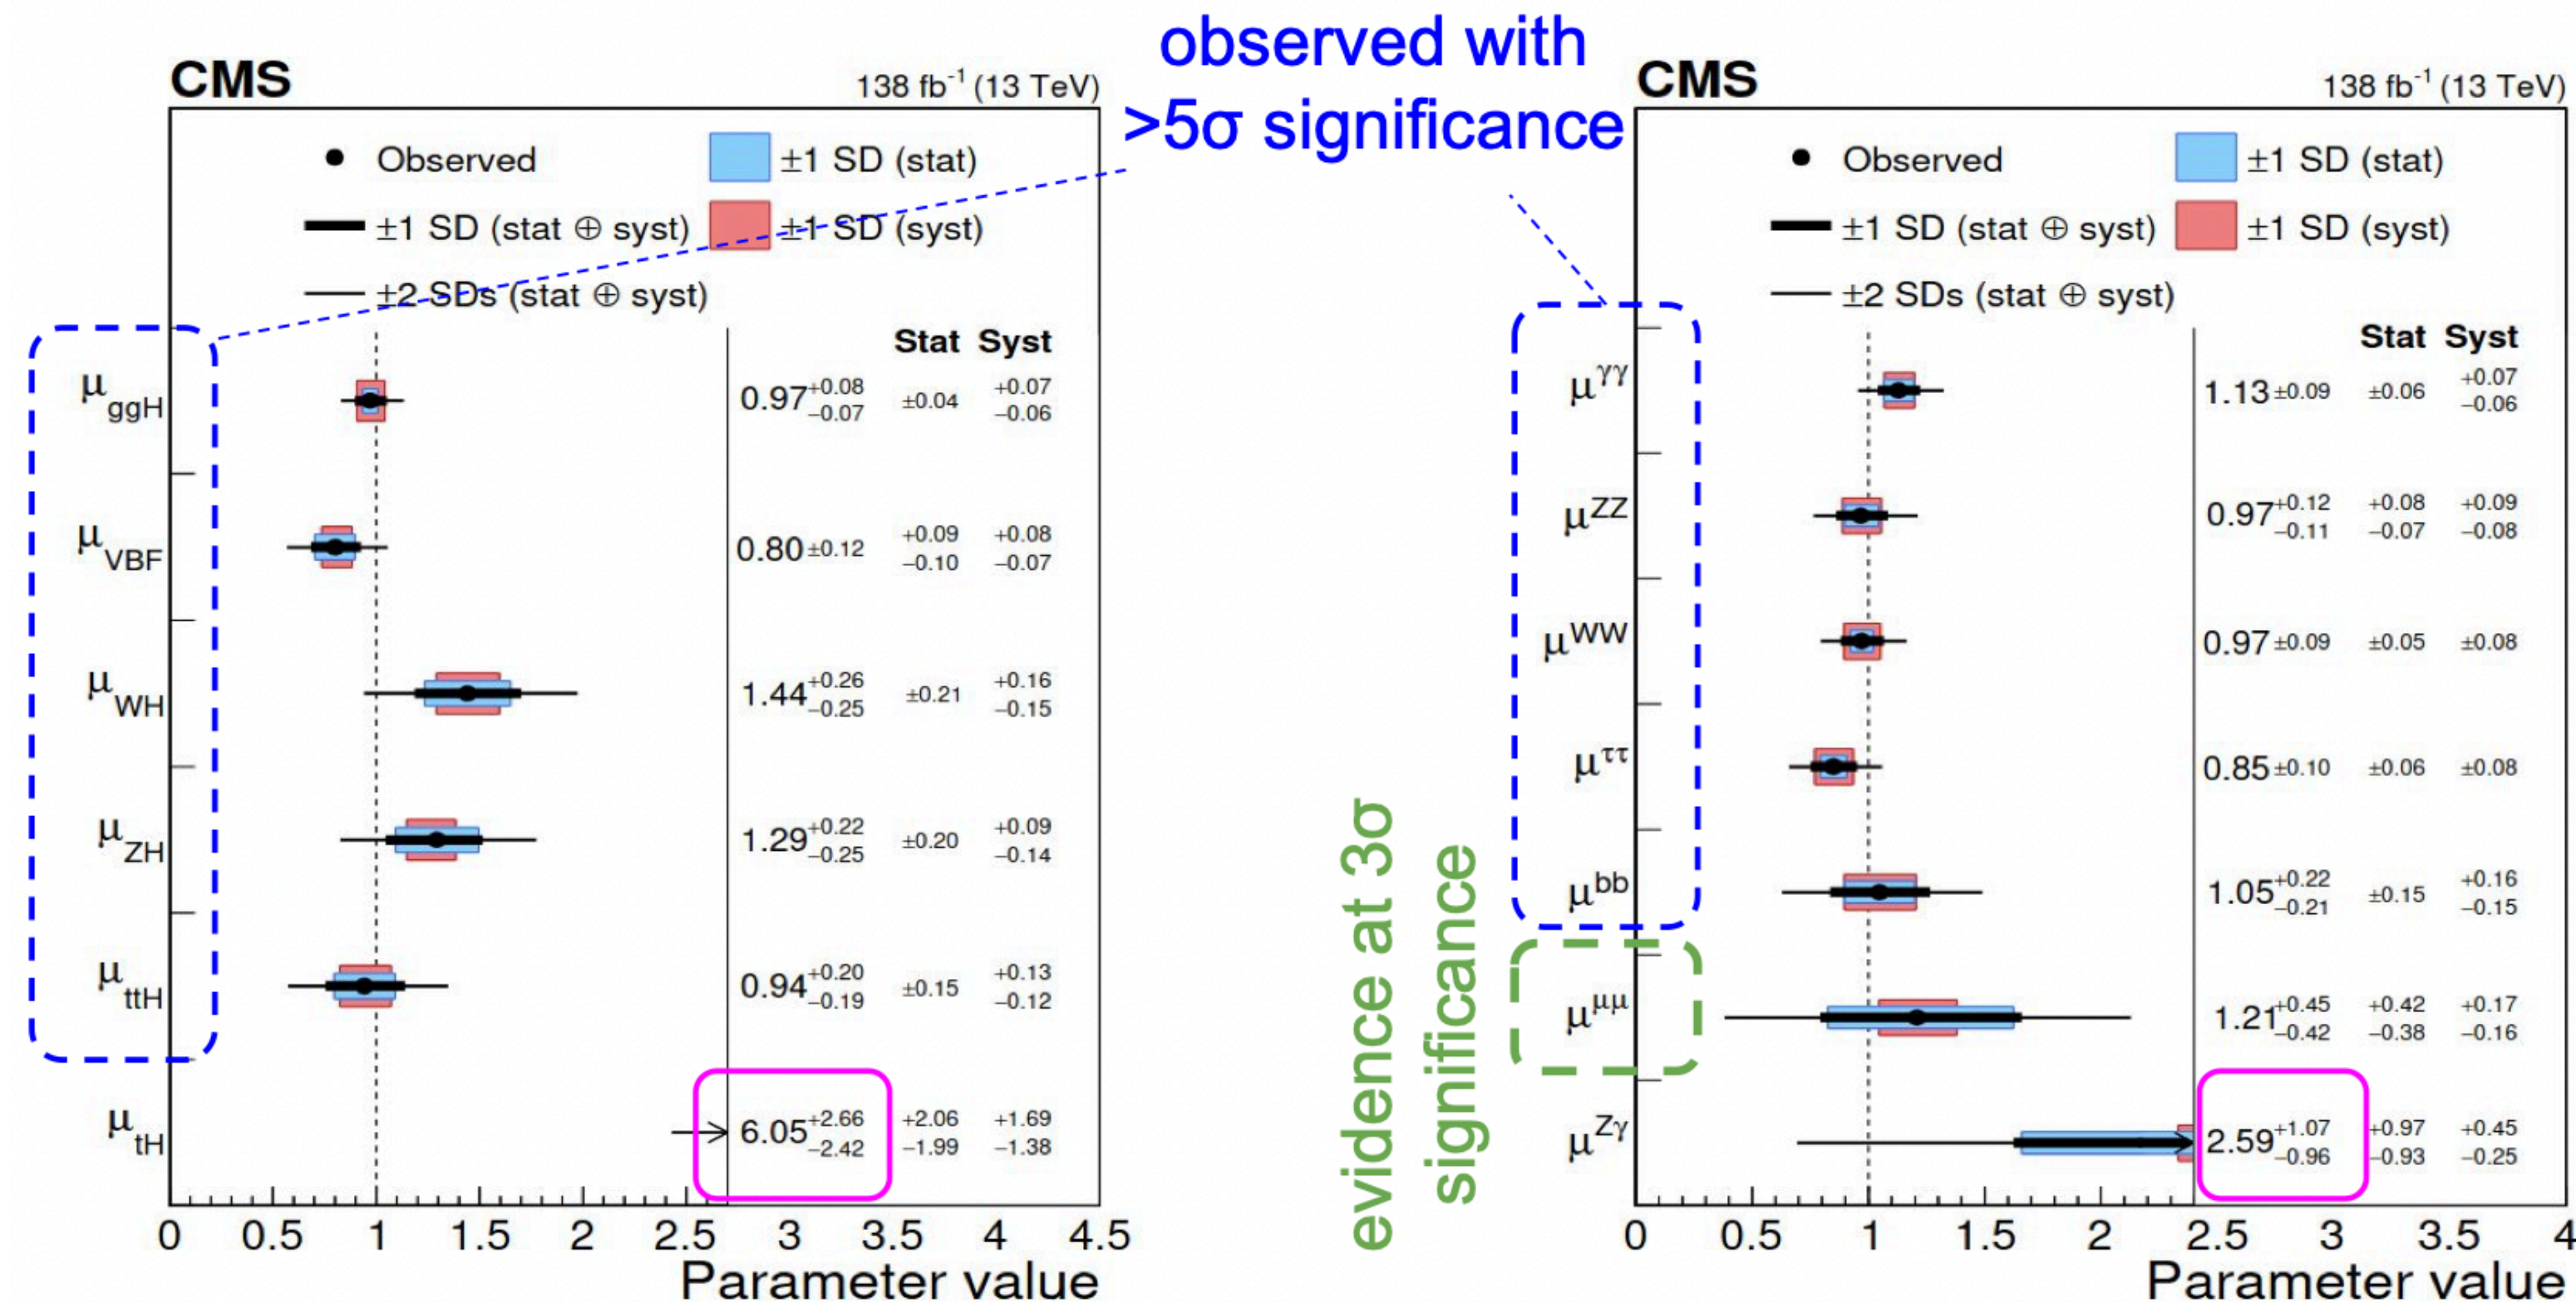 observed with
>5σ significance
CMS
138 fb-1 (13 TeV)
Observed
±1 SD (stat)
±1 SD (stat ⊕ syst)
±1 SD (syst)
±2 SDs (stat ⊕ syst)
Stat Syst
μggH 0.97 +0.08 −0.07 ±0.04 +0.07 −0.06
μVBF 0.80 ±0.12 +0.09 −0.10 +0.08 −0.07
μWH 1.44 +0.26 −0.25 ±0.21 +0.16 −0.15
μZH 1.29 +0.22 −0.25 ±0.20 +0.09 −0.14
μttH 0.94 +0.20 −0.19 ±0.15 +0.13 −0.12
μtH 6.05 +2.66 −2.42 +2.06 −1.99 +1.69 −1.38
0 0.5 1 1.5 2 2.5 3 3.5 4 4.5
Parameter value
evidence at 3σ
significance
CMS
138 fb-1 (13 TeV)
Observed
±1 SD (stat)
±1 SD (stat ⊕ syst)
±1 SD (syst)
±2 SDs (stat ⊕ syst)
Stat Syst
μγγ 1.13 ±0.09 ±0.06 +0.07 −0.06
μZZ 0.97 +0.12 −0.11 +0.08 −0.07 +0.09 −0.08
μWW 0.97 ±0.09 ±0.05 ±0.08
μττ 0.85 ±0.10 ±0.06 ±0.08
μbb 1.05 +0.22 −0.21 ±0.15 +0.16 −0.15
μμμ 1.21 +0.45 −0.42 +0.42 −0.38 +0.17 −0.16
μZγ 2.59 +1.07 −0.96 +0.97 −0.93 +0.45 −0.25
0 0.5 1 1.5 2 2.5 3 3.5 4
Parameter value